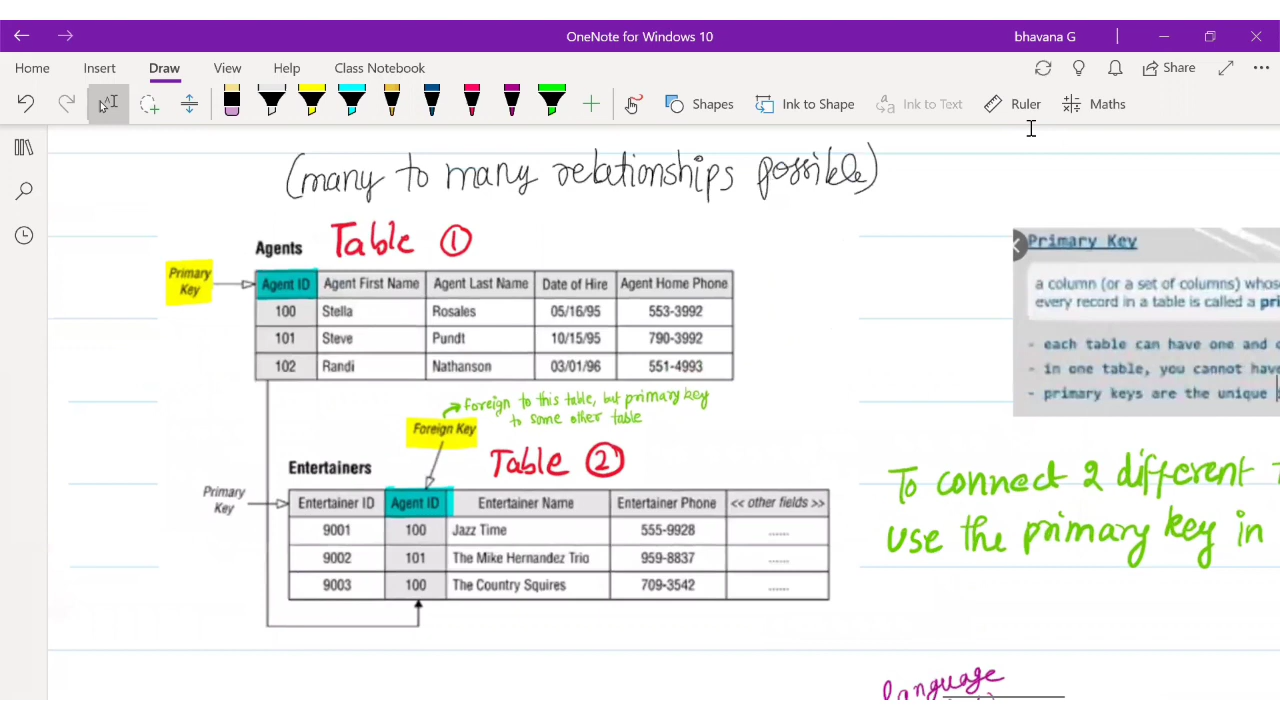 OneNote for Windows 10
bhavana G
Home Insert Draw View Help Class Notebook
Share
Shapes Ink to Shape Ink to Text Ruler Maths
(many to many relationships possible)
Agents Table ①
Primary Key
Agent ID Agent First Name Agent Last Name Date of Hire Agent Home Phone
100 Stella Rosales 05/16/95 553-3992
101 Steve Pundt 10/15/95 790-3992
102 Randi Nathanson 03/01/96 551-4993
foreign to this table, but primary key
to some other table
Foreign Key
Entertainers Table ②
Primary
Key
Entertainer ID Agent ID Entertainer Name Entertainer Phone << other fields >>
9001 100 Jazz Time 555-9928 ......
9002 101 The Mike Hernandez Trio 959-8837 ......
9003 100 The Country Squires 709-3542 ......
Primary Key
a column (or a set of columns) whos
every record in a table is called a pri
- each table can have one and
- in one table, you cannot have
- primary keys are the unique
To connect 2 different
use the primary key in
language